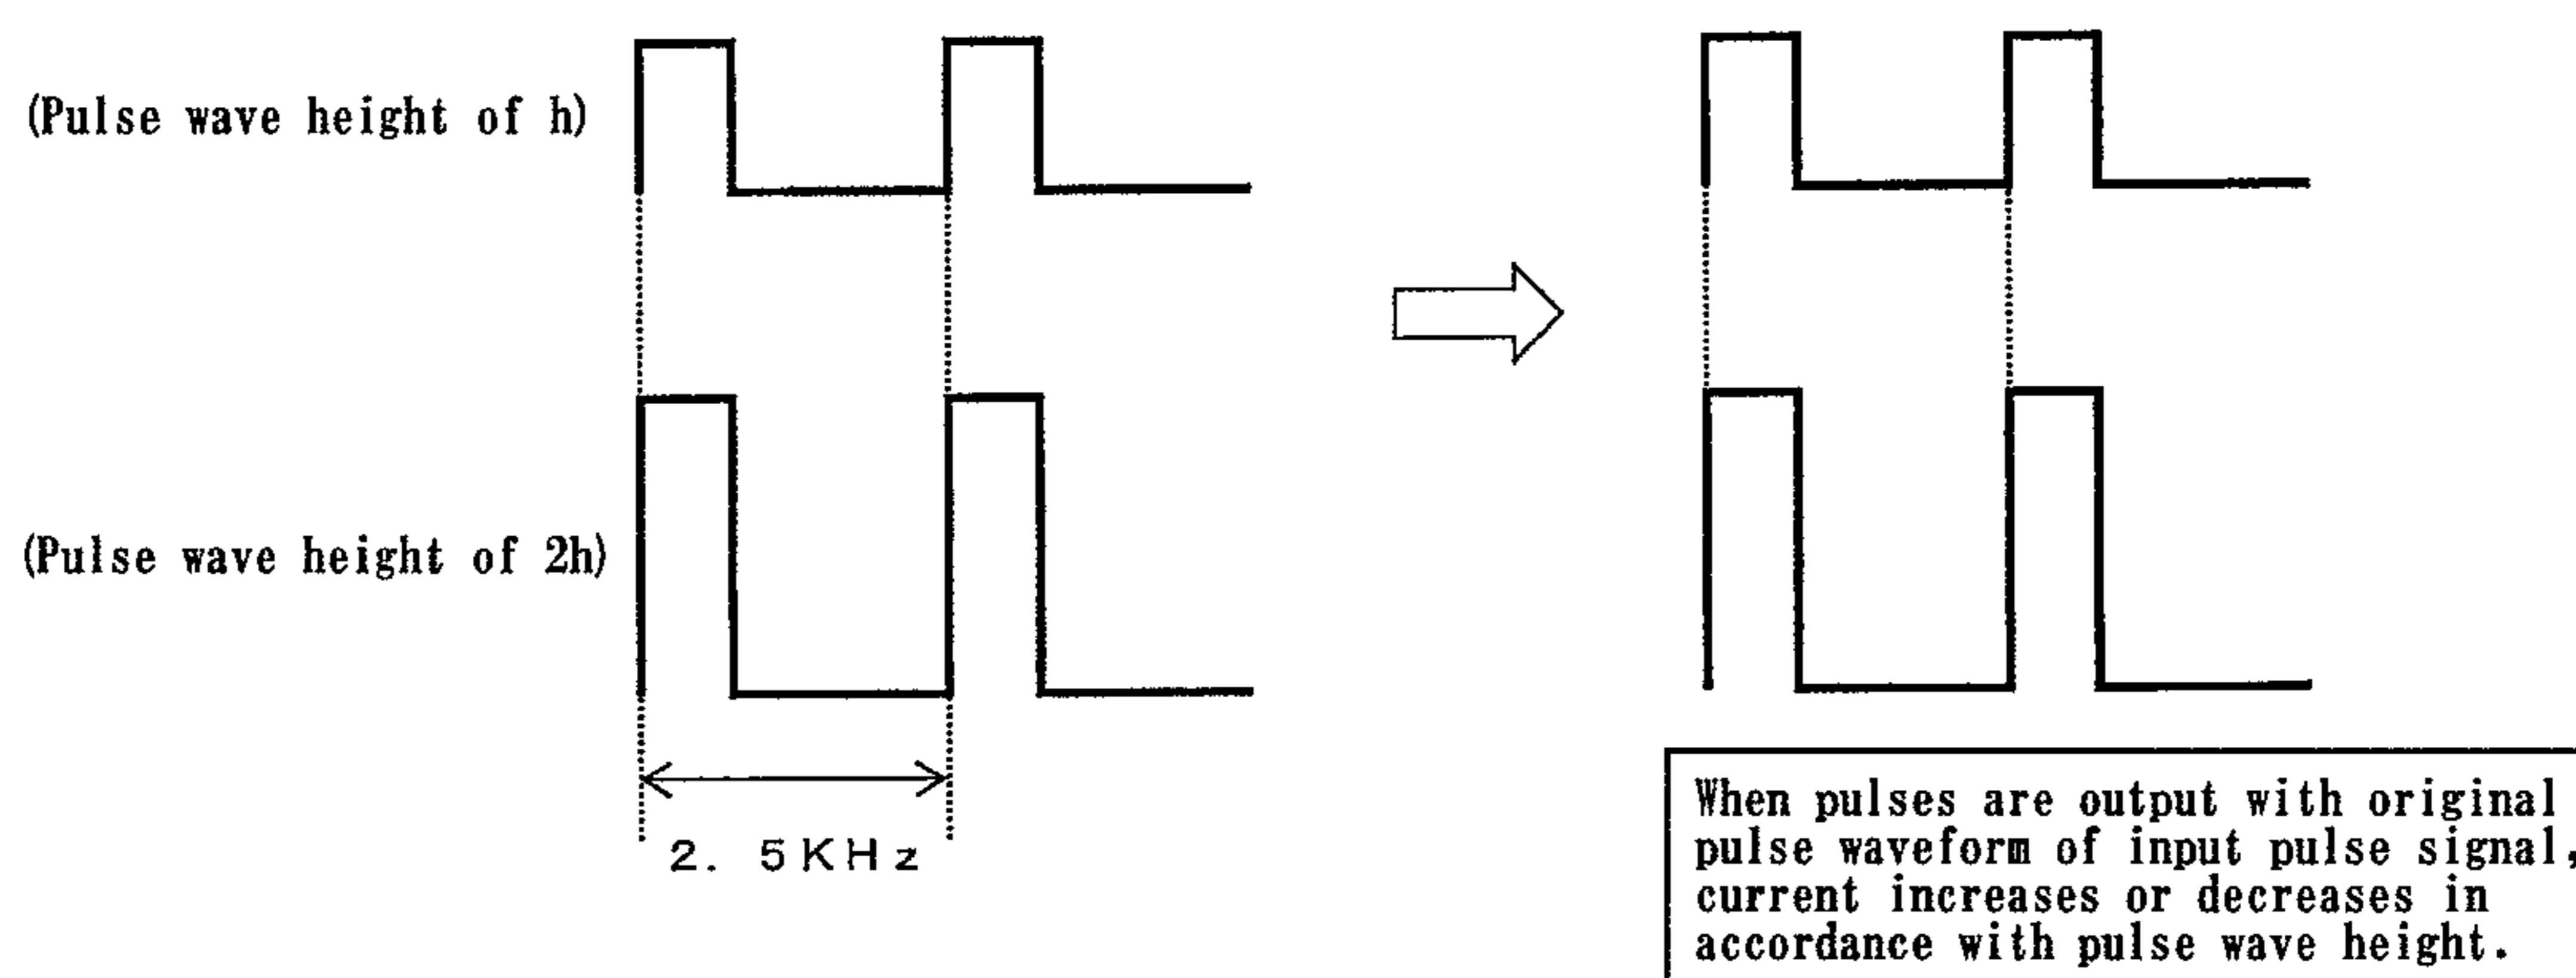 (Pulse wave height of h)
(Pulse wave height of 2h)
2. 5KHz
When pulses are output with original
pulse waveform of input pulse signal,
current increases or decreases in
accordance with pulse wave height.